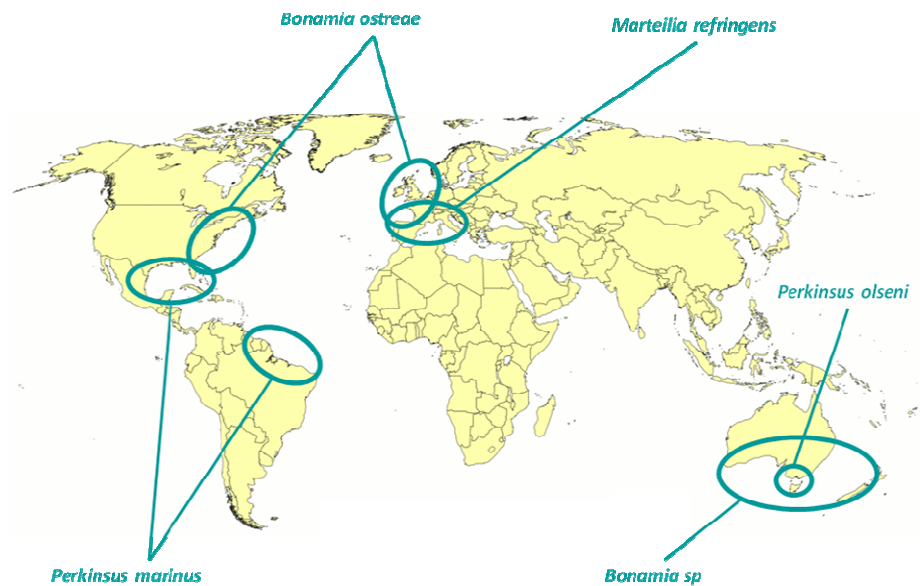 Bonamia ostreae
Marteilia refringens
Perkinsus olseni
Perkinsus marinus
Bonamia sp